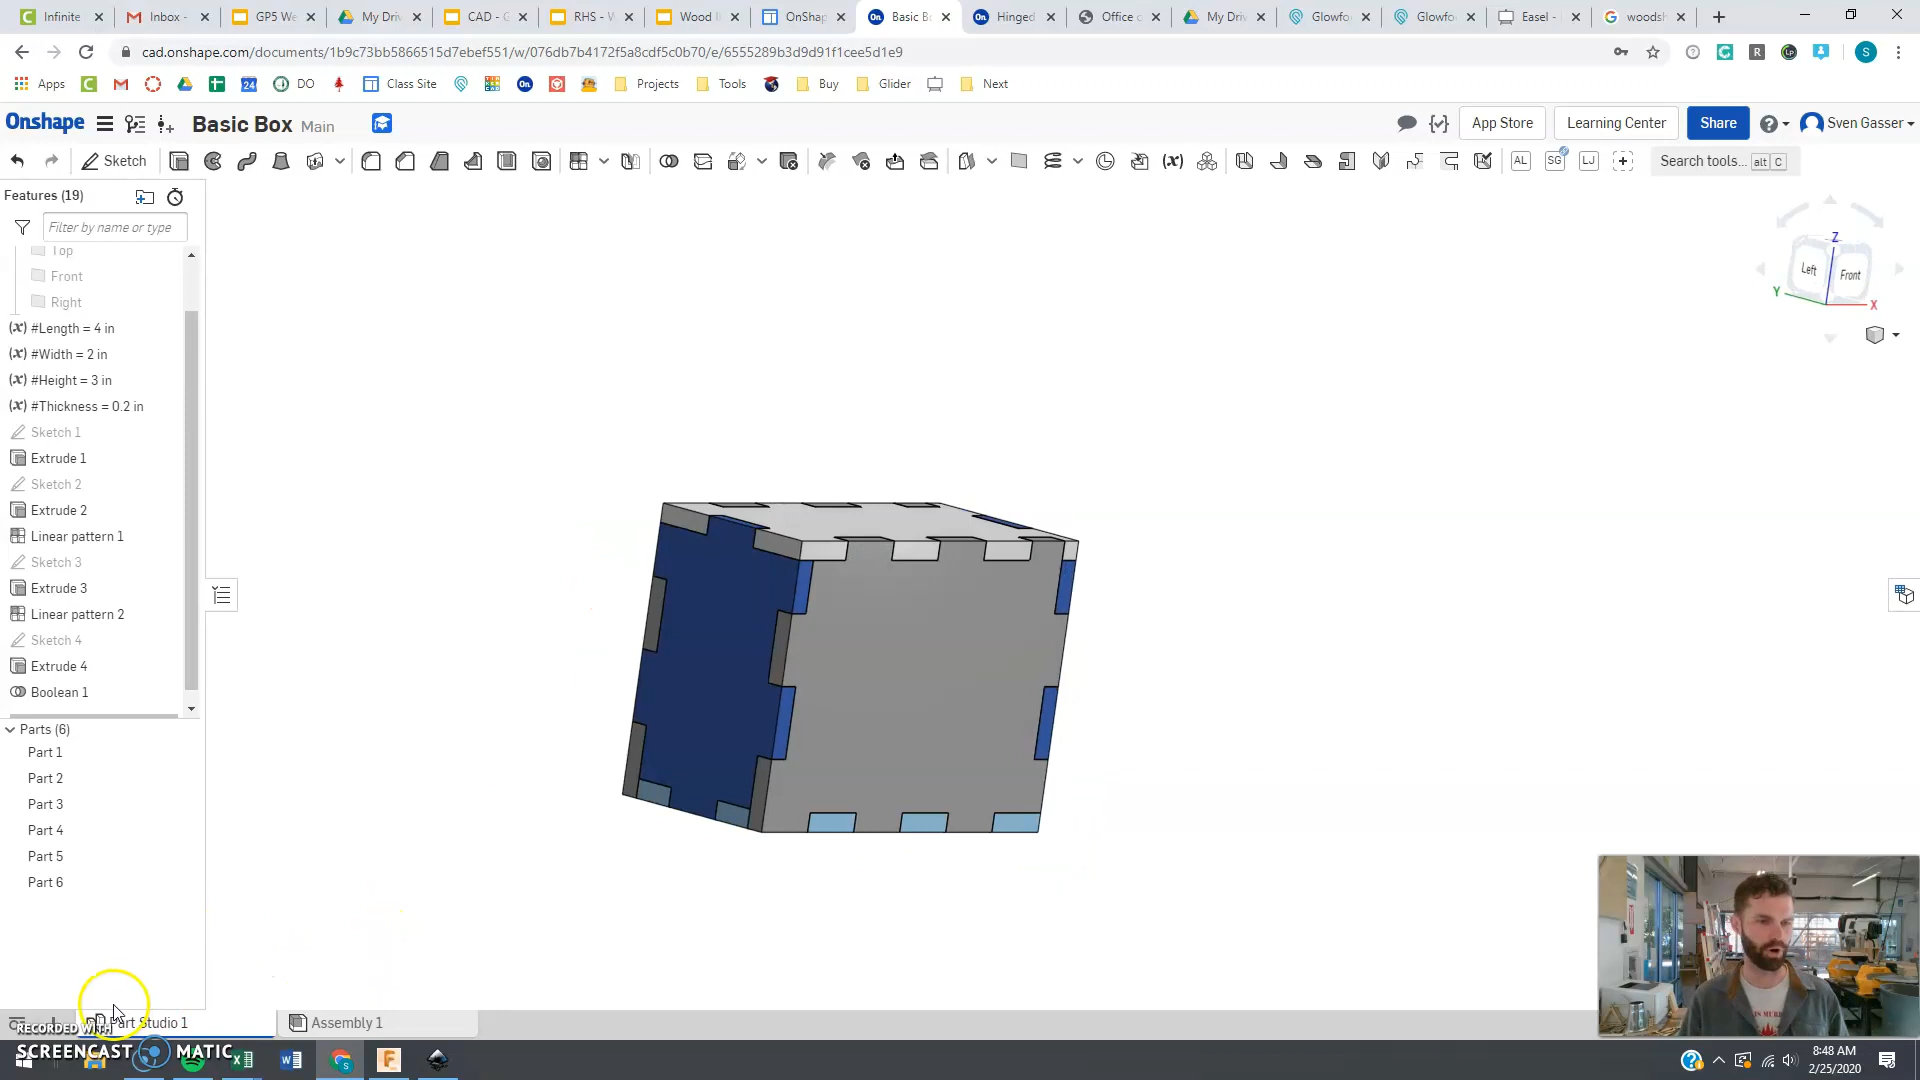 Infinite
Inbox -
GP5 We
My Driv
CAD - G
RHS - W
Wood I
OnShap
Basic Bo
Hinged
Office o
My Driv
Glowfo
Glowfo
Easel -
woodsh
cad.onshape.com/documents/1b9c73bb5866515d7ebef551/w/076db7b4172f5a8cdf5c0b70/e/6555289b3d9d91f1cee5d1e9
Apps
DO
Class Site
Projects
Tools
Buy
Glider
Next
Onshape
Basic Box Main
App Store
Learning Center
Share
Sven Gasser
Sketch
AL
SG
LJ
Search tools... alt C
Features (19)
Filter by name or type
Top
Front
Right
(x) #Length = 4 in
(x) #Width = 2 in
(x) #Height = 3 in
(x) #Thickness = 0.2 in
Sketch 1
Extrude 1
Sketch 2
Extrude 2
Linear pattern 1
Sketch 3
Extrude 3
Linear pattern 2
Sketch 4
Extrude 4
Boolean 1
Parts (6)
Part 1
Part 2
Part 3
Part 4
Part 5
Part 6
Z
Left
Front
Y
X
Part Studio 1
Assembly 1
RECORDED WITH
SCREENCAST MATIC
8:48 AM
2/25/2020